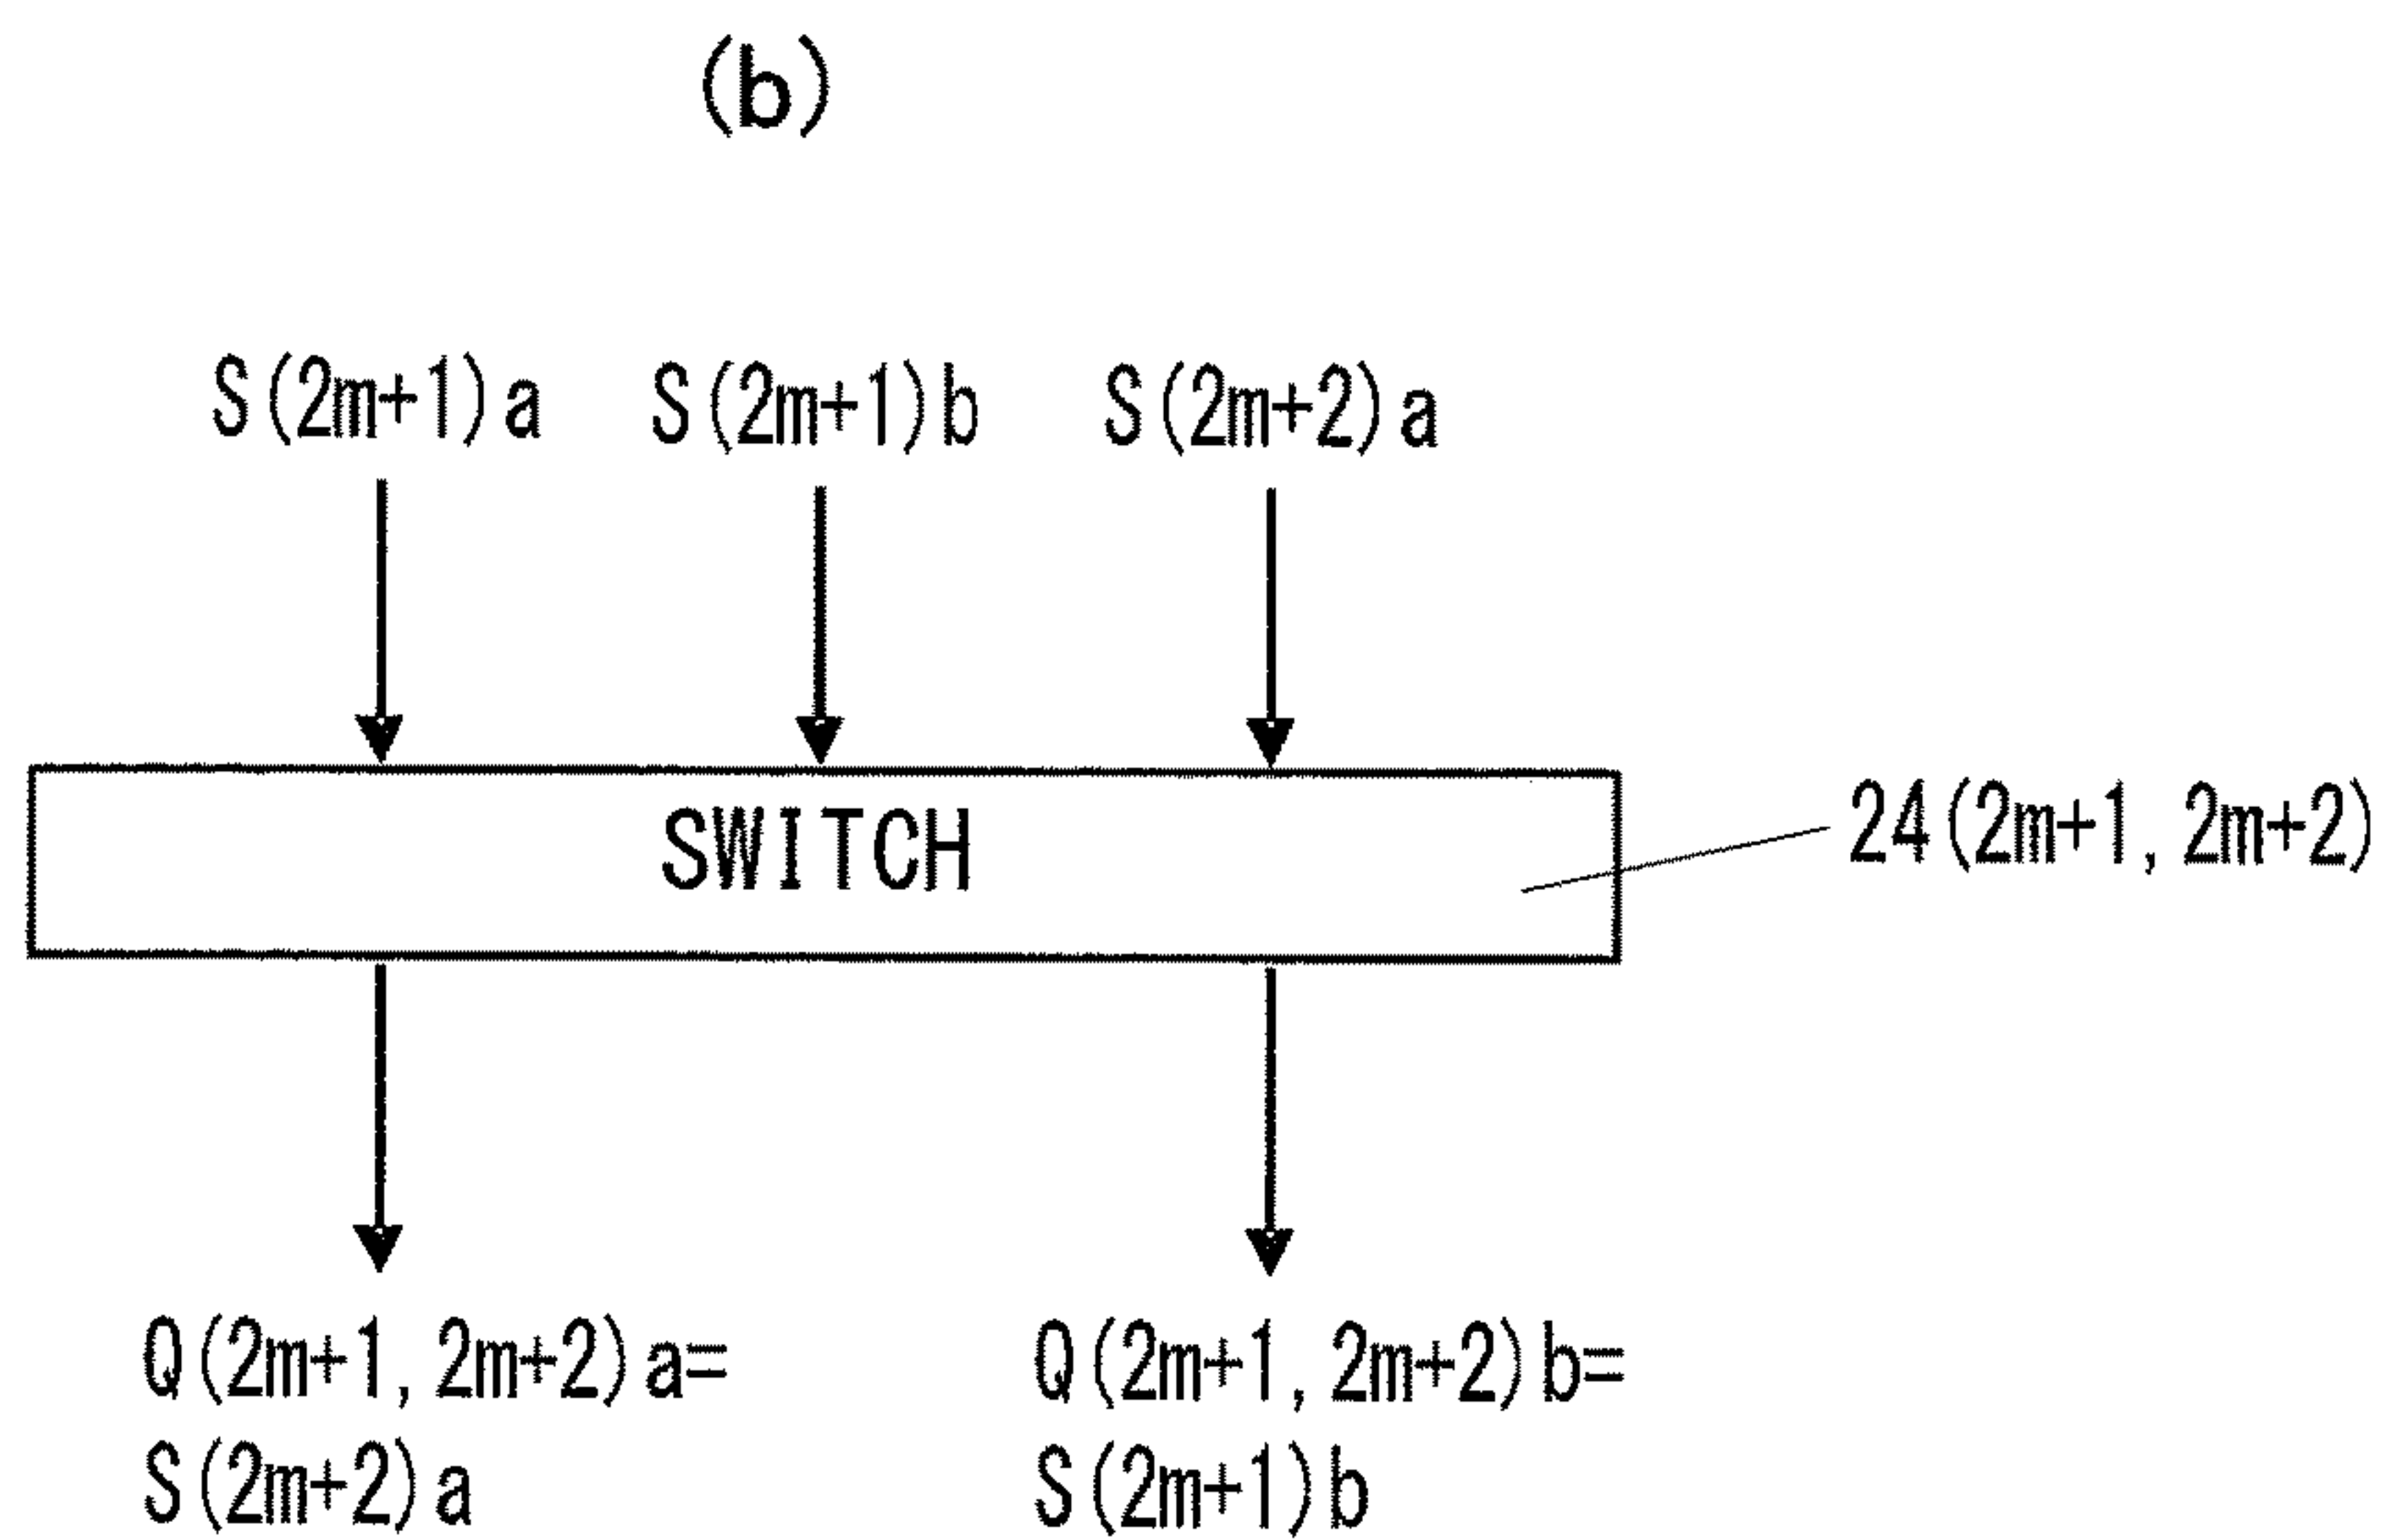 (b)
S(2m+1)a S(2m+1)b S(2m+2)a
SWITCH
24(2m+1, 2m+2)
Q(2m+1, 2m+2)a= Q(2m+1, 2m+2)b=
S(2m+2)a S(2m+1)b